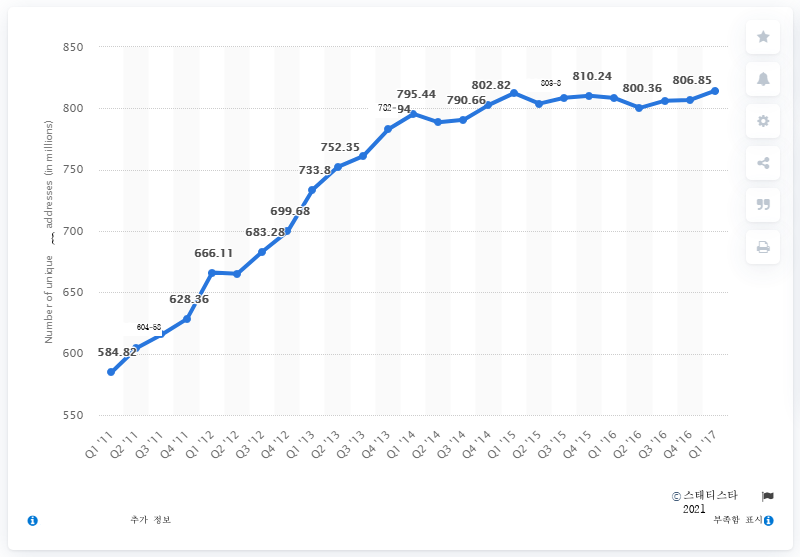 850
800
750
700
650
600
550
Number of unique addresses (in millions)
584.82
604-68
628.36
666.11
683.28
699.68
733.8
752.35
782-94
795.44
790.66
802.82
808-8
810.24
800.36
806.85
Q1 '11
Q2 '11
Q3 '11
Q4 '11
Q1 '12
Q2 '12
Q3 '12
Q4 '12
Q1 '13
Q2 '13
Q3 '13
Q4 '13
Q1 '14
Q2 '14
Q3 '14
Q4 '14
Q1 '15
Q2 '15
Q3 '15
Q4 '15
Q1 '16
Q2 '16
Q3 '16
Q4 '16
Q1 '17
© 스태티스타
2021
추가 정보
부족함 표시